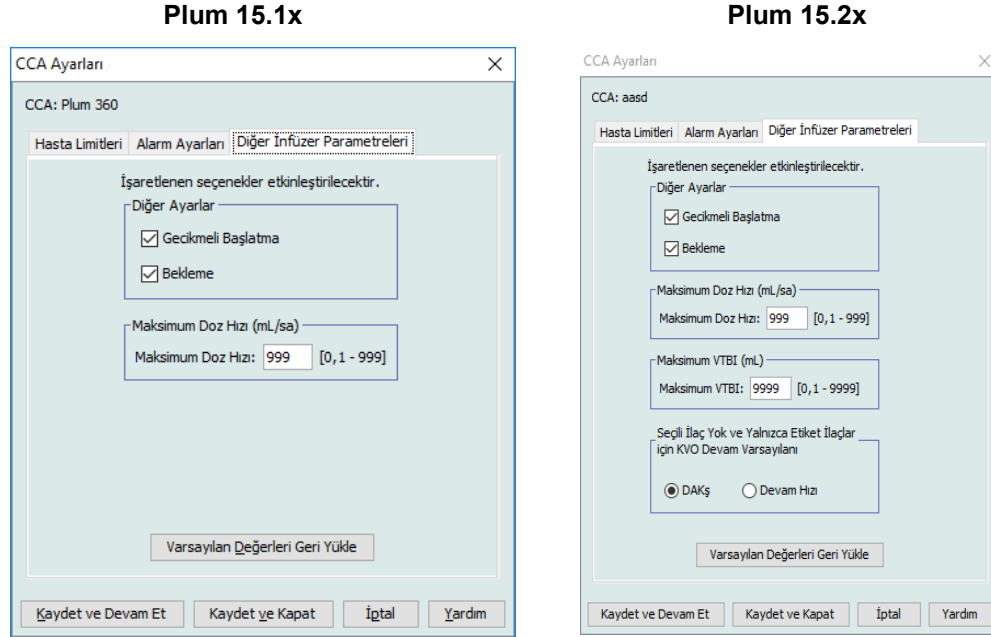 Plum 15.1x
CCA Ayarları
CCA: Plum 360
Hasta Limitleri Alarm Ayarları Diğer İnfüzer Parametreleri
İşaretlenen seçenekler etkinleştirilecektir.
Diğer Ayarlar
Gecikmeli Başlatma
Bekleme
Maksimum Doz Hızı (mL/sa)
Maksimum Doz Hızı: 999 [0,1 - 999]
Varsayılan Değerleri Geri Yükle
Kaydet ve Devam Et Kaydet ve Kapat İptal Yardım
Plum 15.2x
CCA Ayarları
CCA: aasd
Hasta Limitleri Alarm Ayarları Diğer İnfüzer Parametreleri
İşaretlenen seçenekler etkinleştirilecektir.
Diğer Ayarlar
Gecikmeli Başlatma
Bekleme
Maksimum Doz Hızı (mL/sa)
Maksimum Doz Hızı: 999 [0,1 - 999]
Maksimum VTBI (mL)
Maksimum VTBI: 9999 [0,1 - 9999]
Seçili İlaç Yok ve Yalnızca Etiket İlaçlar
için KVO Devam Varsayılanı
DAKş Devam Hızı
Varsayılan Değerleri Geri Yükle
Kaydet ve Devam Et Kaydet ve Kapat İptal Yardım